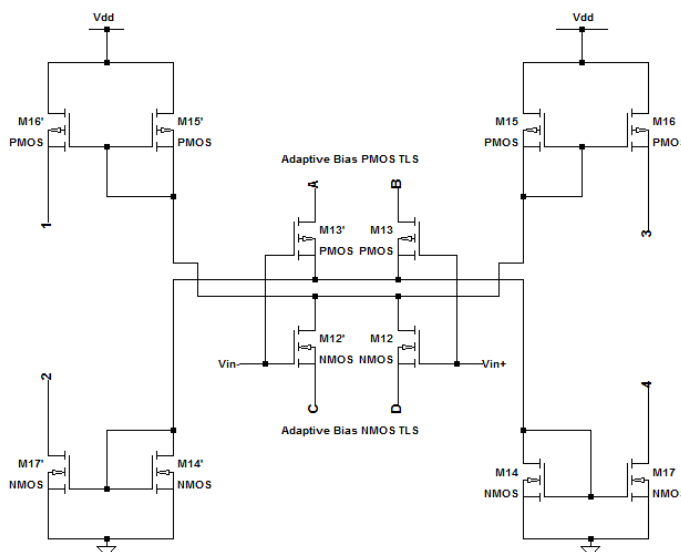 Vdd
Vdd
M16'
M15'
M15
M16
PMOS
PMOS
PMOS
PMOS
Adaptive Bias PMOS TLS
A
B
1
3
M13'
M13
PMOS
PMOS
M12'
M12
Vin-
NMOS
NMOS
Vin+
2
4
C
D
Adaptive Bias NMOS TLS
M17'
M14'
M14
M17
NMOS
NMOS
NMOS
NMOS